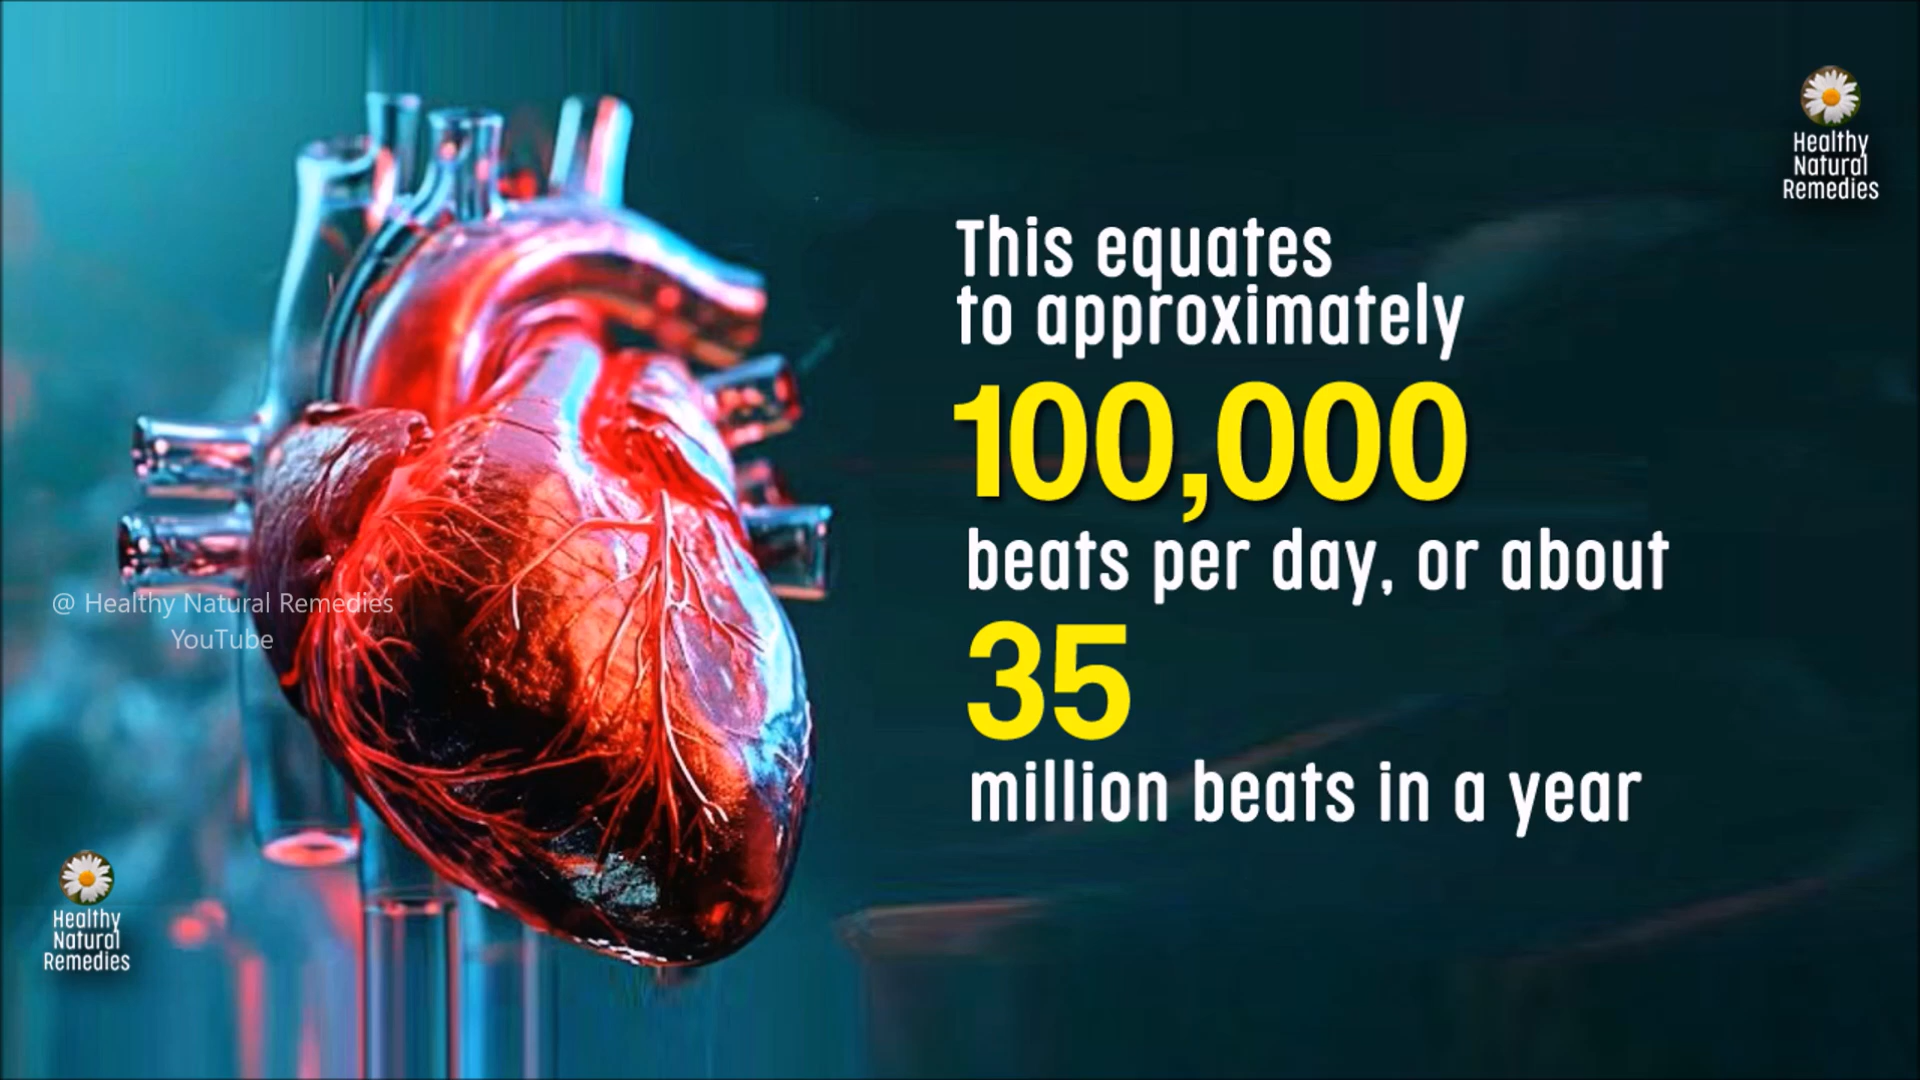 Healthy
Natural
Remedies
This equates
to approximately
100,000
beats per day, or about
35
million beats in a year
@ Healthy Natural Remedies
YouTube
Healthy
Natural
Remedies